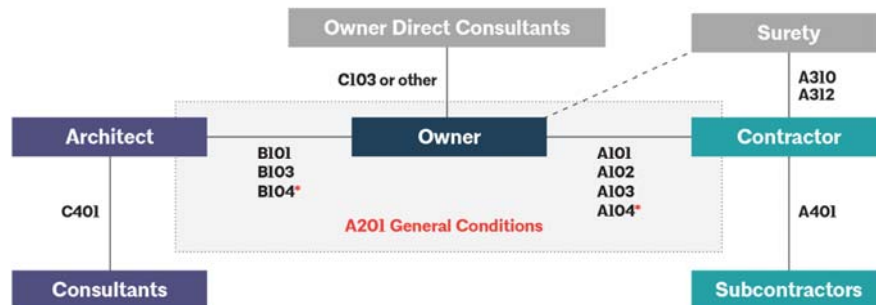 Owner Direct Consultants
Surety
C103 or other
A310
A312
Architect
Owner
Contractor
B101
B103
B104*
A101
A102
A103
A104*
C401
A201 General Conditions
A401
Consultants
Subcontractors